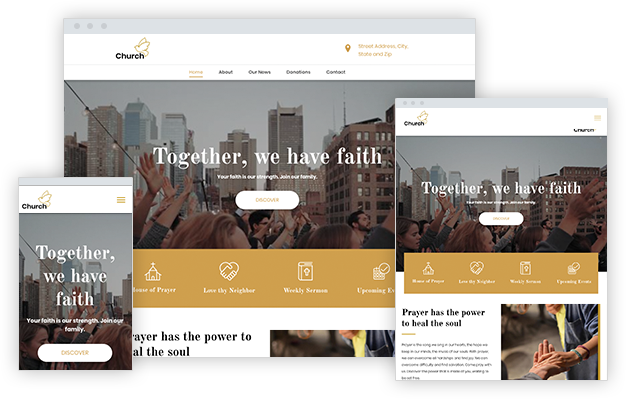 Church
Street Address, City,
State and Zip
Home About Our News Donations Contact
Together, we have faith
Your faith is our strength. Join our family.
DISCOVER
House of Prayer Love thy Neighbor Weekly Sermon Upcoming Ev
rayer has the power to
heal the soul
Church
Together,
we have
faith
Your faith is our strength. Join our
family.
DISCOVER
Church
Church
Together, we have faith
Your faith is our strength. Join our family.
DISCOVER
House of Prayer Love thy Neighbor Weekly Sermon Upcoming Events
Prayer has the power
to heal the soul